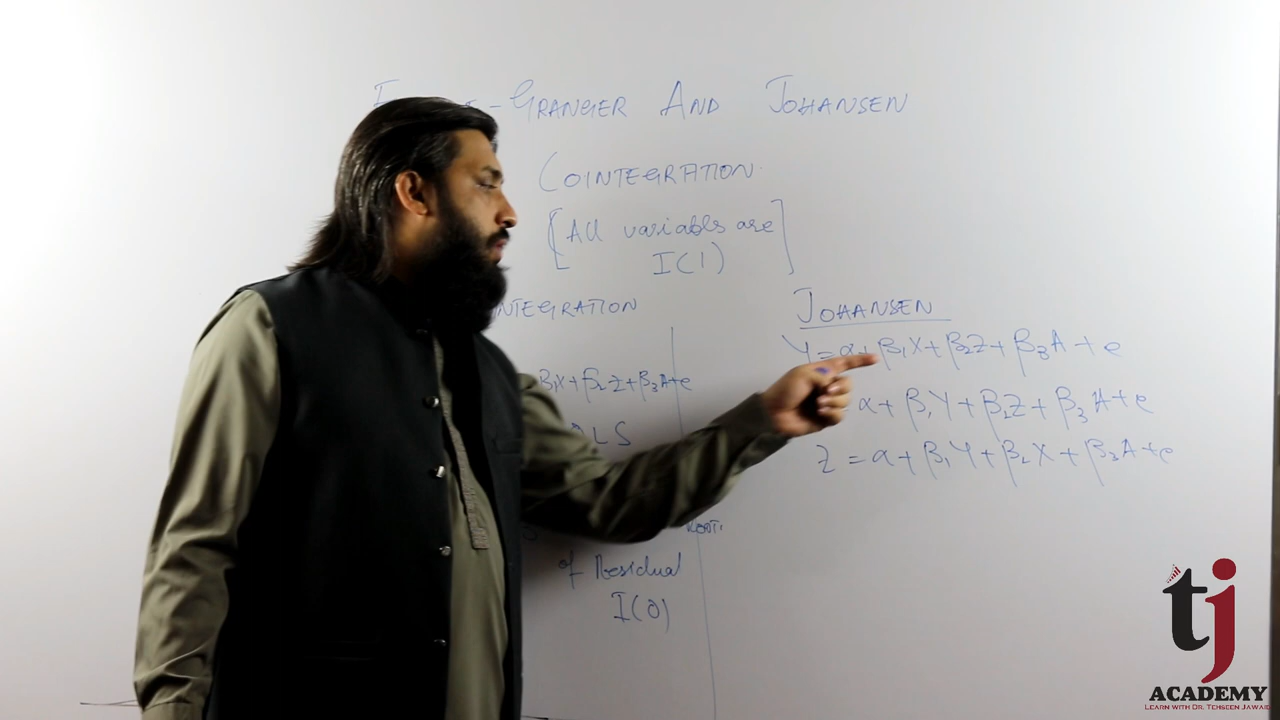 -GRANGER AND JOHANSEN
COINTEGRATION
[All variables are
I(1)]
NTEGRATION
β₁X+β₂Z+β₃A+e
LS
of Residual
I(0)
JOHANSEN
Y=α+β₁X+β₂Z+β₃A+e
α+β₁Y+β₂Z+β₃A+e
Z=α+β₁Y+β₂X+β₃A+e
tj
ACADEMY
LEARN WITH DR. TEHSEEN JAWAID